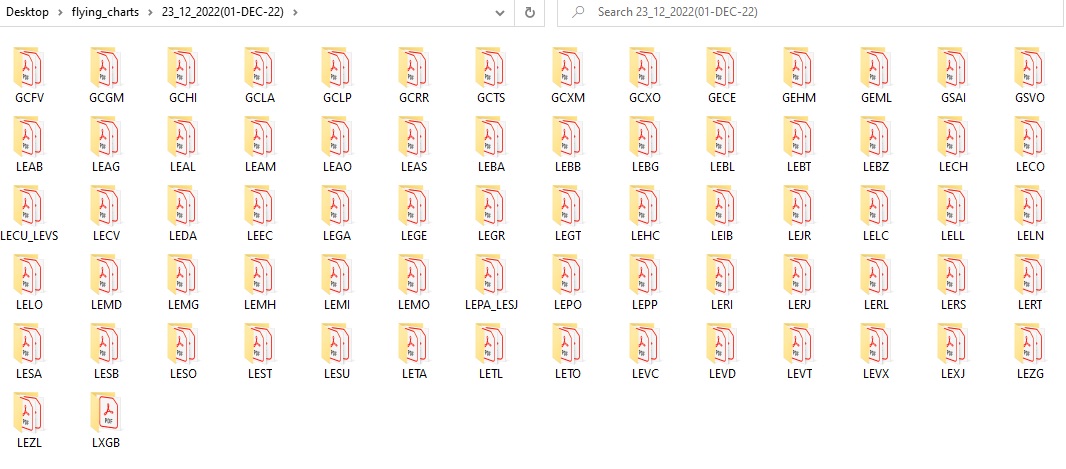 Desktop > flying_charts > 23_12_2022(01-DEC-22) > Search 23_12_2022(01-DEC-22)
GCFV GCGM GCHI GCLA GCLP GCRR GCTS GCXM GCXO GECE GEHM GEML GSAI GSVO
LEAB LEAG LEAL LEAM LEAO LEAS LEBA LEBB LEBG LEBL LEBT LEBZ LECH LECO
LECU_LEVS LECV LEDA LEEC LEGA LEGE LEGR LEGT LEHC LEIB LEJR LELC LELL LELN
LELO LEMD LEMG LEMH LEMI LEMO LEPA_LESJ LEPO LEPP LERI LERJ LERL LERS LERT
LESA LESB LESO LEST LESU LETA LETL LETO LEVC LEVD LEVT LEVX LEXJ LEZG
LEZL LXGB